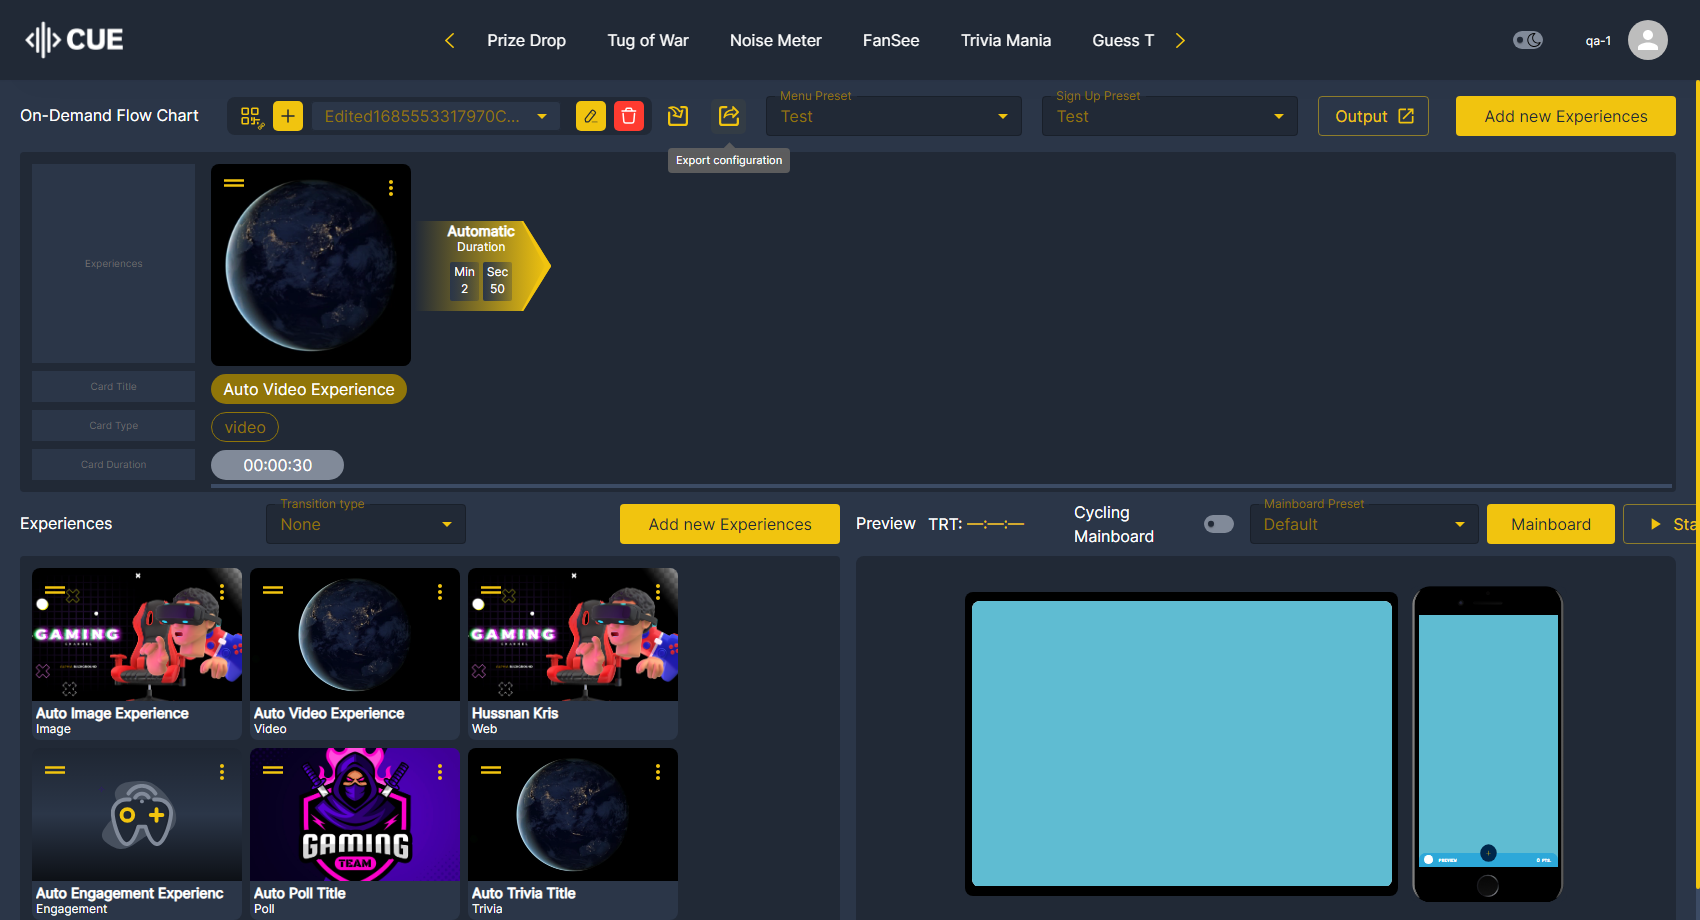 CUE
Prize Drop
Tug of War
Noise Meter
FanSee
Trivia Mania
Guess T
qa-1
On-Demand Flow Chart
Edited1685553317970C...
Menu Preset
Test
Sign Up Preset
Test
Output
Add new Experiences
Export configuration
Experiences
Automatic
Duration
Min
Sec
2
50
Card Title
Auto Video Experience
Card Type
video
Card Duration
00:00:30
Experiences
Transition type
None
Add new Experiences
Preview
TRT: —:—:—
Cycling
Mainboard
Mainboard Preset
Default
Mainboard
Sta
GAMING
CHANNEL
GAMING
CHANNEL
Auto Image Experience
Image
Auto Video Experience
Video
Hussnan Kris
Web
GAMING
TEAM
Auto Engagement Experienc
Engagement
Auto Poll Title
Poll
Auto Trivia Title
Trivia
PREVIEW
0 PTS.